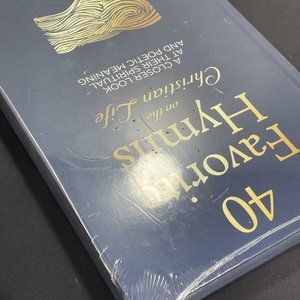 40
Favorite
Hymns
on the
Christian Life
A CLOSER LOOK
AT THEIR SPIRITUAL
AND POETIC MEANING